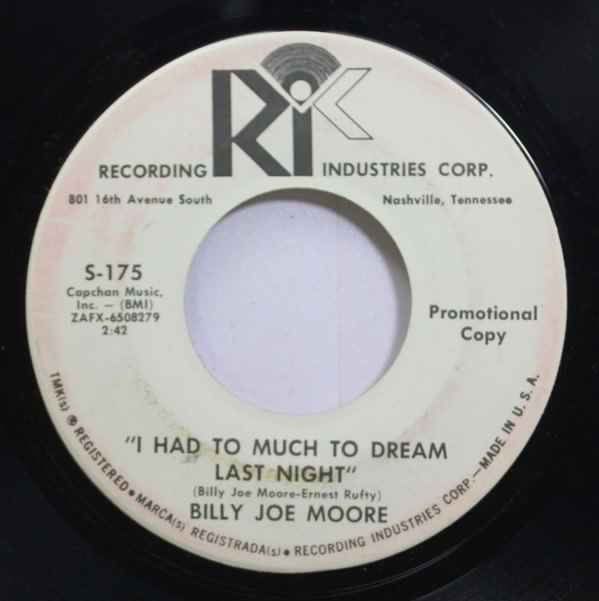 RIC
RECORDING INDUSTRIES CORP.
801 16th Avenue South
Nashville, Tennessee
S-175
Capchan Music,
Inc. — (BMI)
ZAFX-6508279
2:42
Promotional
Copy
"I HAD TO MUCH TO DREAM
LAST NIGHT"
(Billy Joe Moore-Ernest Rufty)
BILLY JOE MOORE
TMK(s) ® REGISTERED • MARCA(s) REGISTRADA(s) • RECORDING INDUSTRIES CORP.—MADE IN U. S. A.